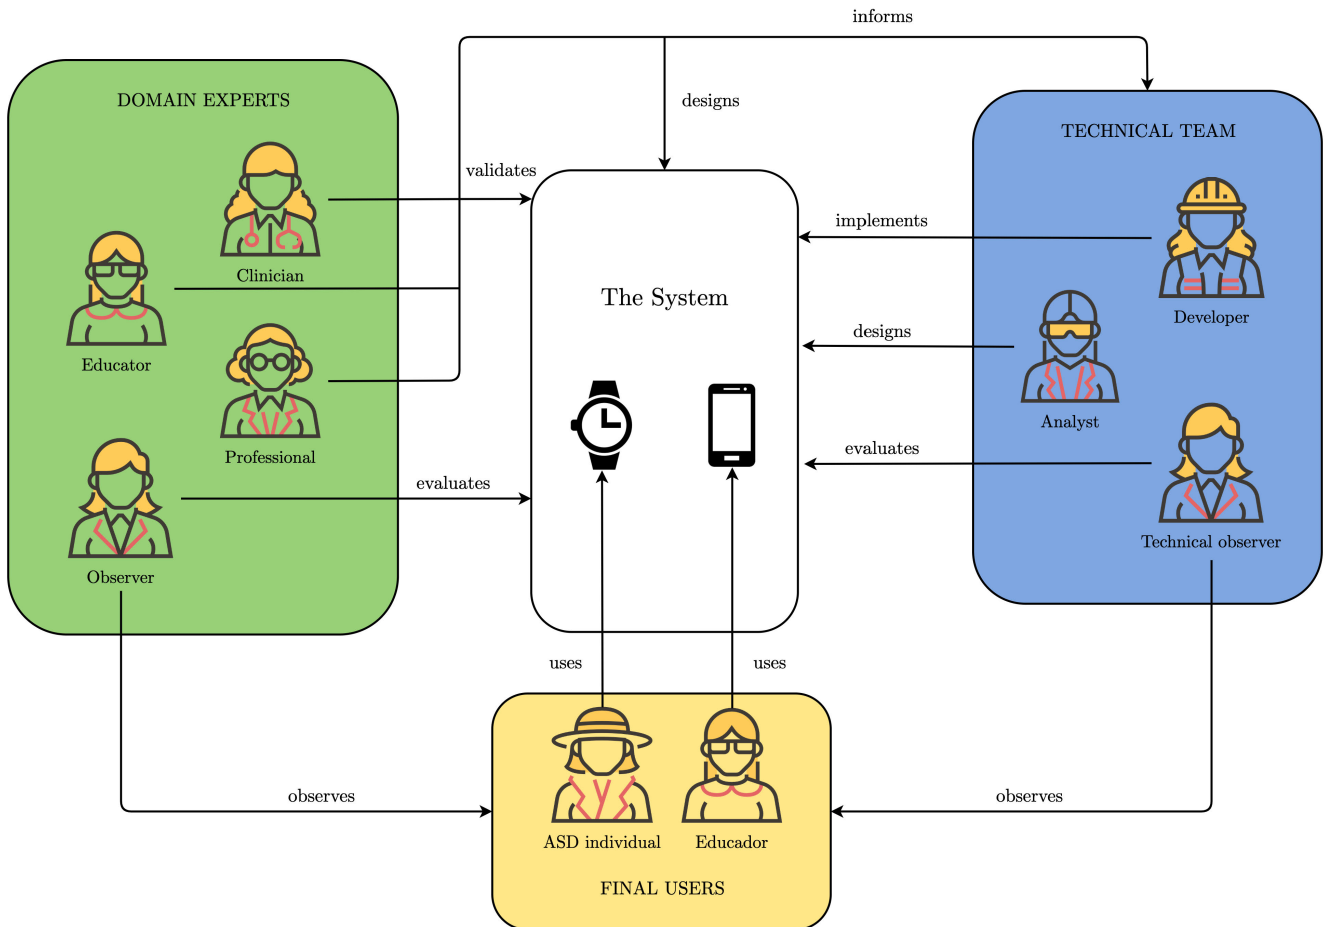 informs
DOMAIN EXPERTS
designs
TECHNICAL TEAM
validates
implements
Clinician
The System
Developer
designs
Educator
Analyst
Professional
evaluates
evaluates
Technical observer
Observer
uses
uses
observes
observes
ASD individual
Educador
FINAL USERS